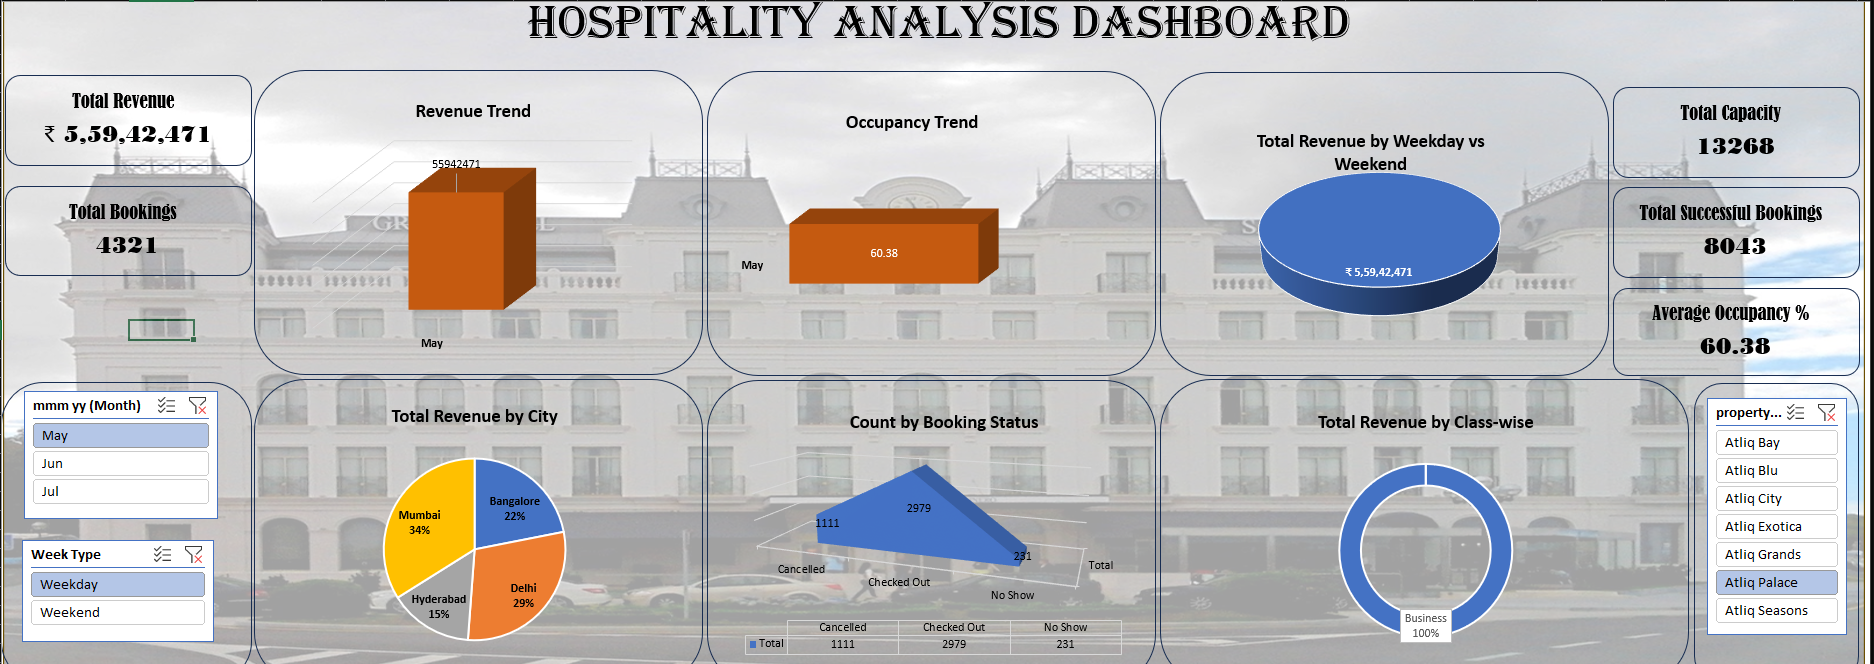 HOSPITALITY ANALYSIS DASHBOARD
Total Revenue
₹ 5,59,42,471
Total Bookings
4321
Revenue Trend
55942471
May
Occupancy Trend
May
60.38
Total Revenue by Weekday vs
Weekend
₹ 5,59,42,471
Total Capacity
13268
Total Successful Bookings
8043
Average Occupancy %
60.38
mmm yy (Month)
May
Jun
Jul
Week Type
Weekday
Weekend
Total Revenue by City
Mumbai
34%
Bangalore
22%
Hyderabad
15%
Delhi
29%
Count by Booking Status
1111
2979
231
Cancelled
Checked Out
No Show
Total
Cancelled Checked Out No Show
Total 1111 2979 231
Total Revenue by Class-wise
Business
100%
property...
Atliq Bay
Atliq Blu
Atliq City
Atliq Exotica
Atliq Grands
Atliq Palace
Atliq Seasons